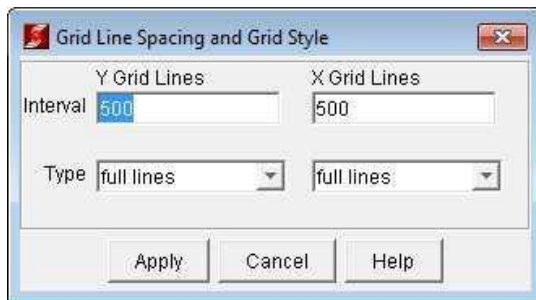 Grid Line Spacing and Grid Style
Y Grid Lines X Grid Lines
Interval 500 500
Type full lines full lines
Apply Cancel Help